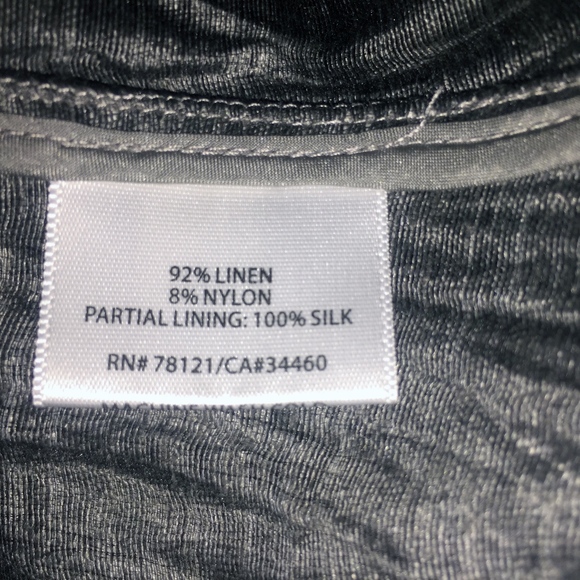 92% LINEN
8% NYLON
PARTIAL LINING: 100% SILK
RN# 78121/CA#34460